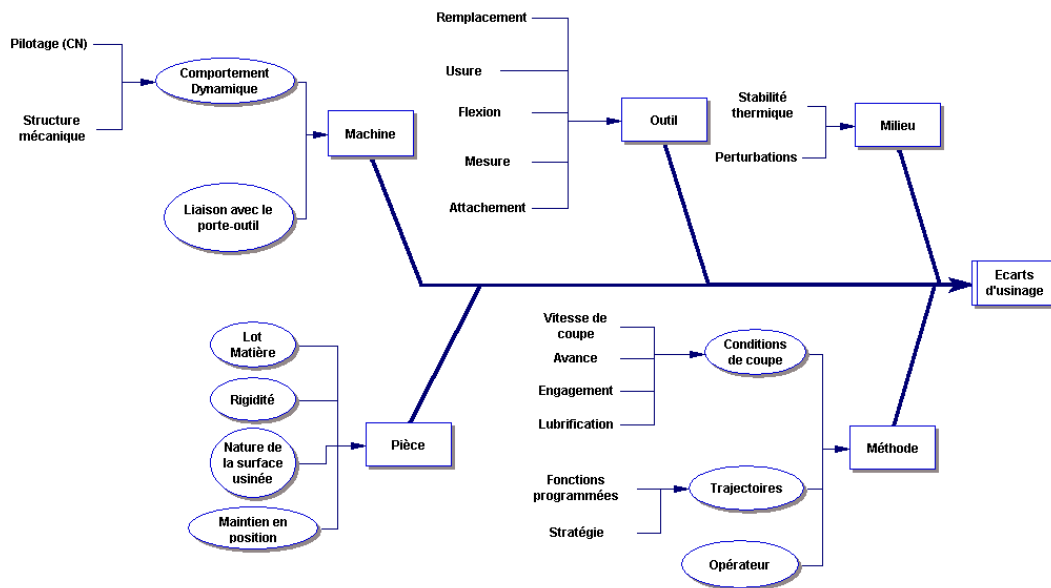 Pilotage (CN)
Comportement
Dynamique
Structure
mécanique
Liaison avec le
porte-outil
Machine
Remplacement
Usure
Flexion
Mesure
Attachement
Outil
Stabilité
thermique
Perturbations
Milieu
Ecarts
d'usinage
Lot
Matière
Rigidité
Nature de
la surface
usinée
Maintien en
position
Pièce
Vitesse de
coupe
Avance
Engagement
Lubrification
Conditions
de coupe
Fonctions
programmées
Stratégie
Trajectoires
Opérateur
Méthode